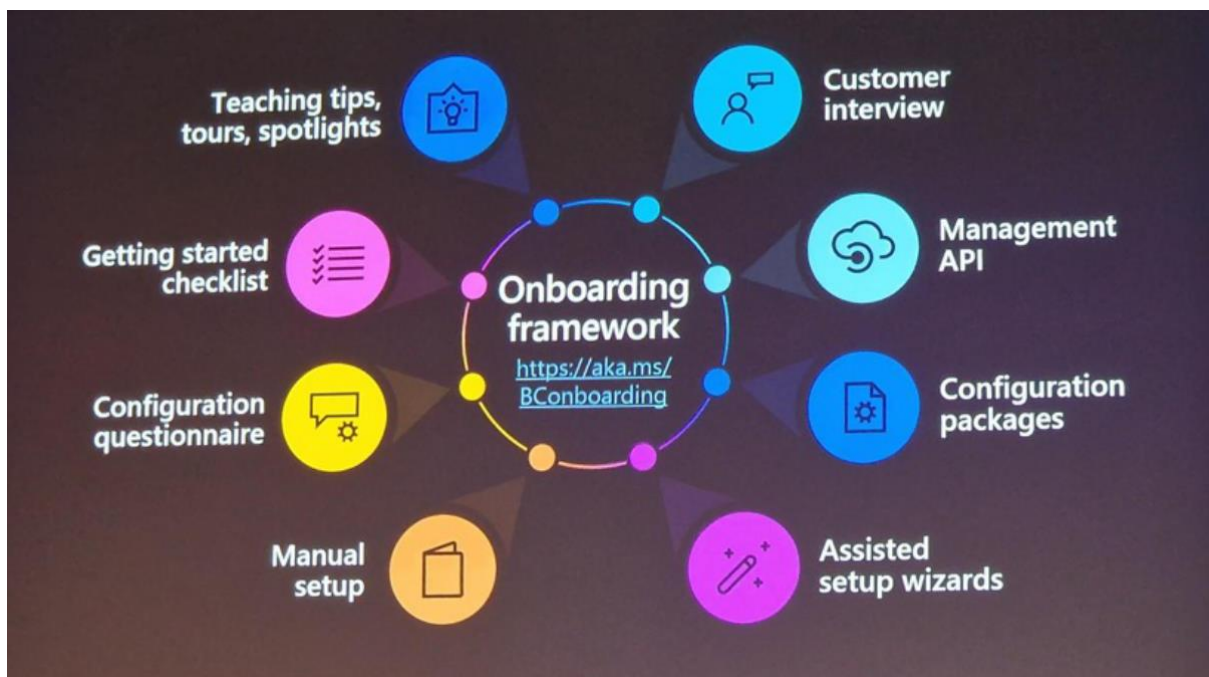 Teaching tips,
tours, spotlights
Customer
interview
Getting started
checklist
Management
API
Onboarding
framework
https://aka.ms/
BConboarding
Configuration
questionnaire
Configuration
packages
Manual
setup
Assisted
setup wizards